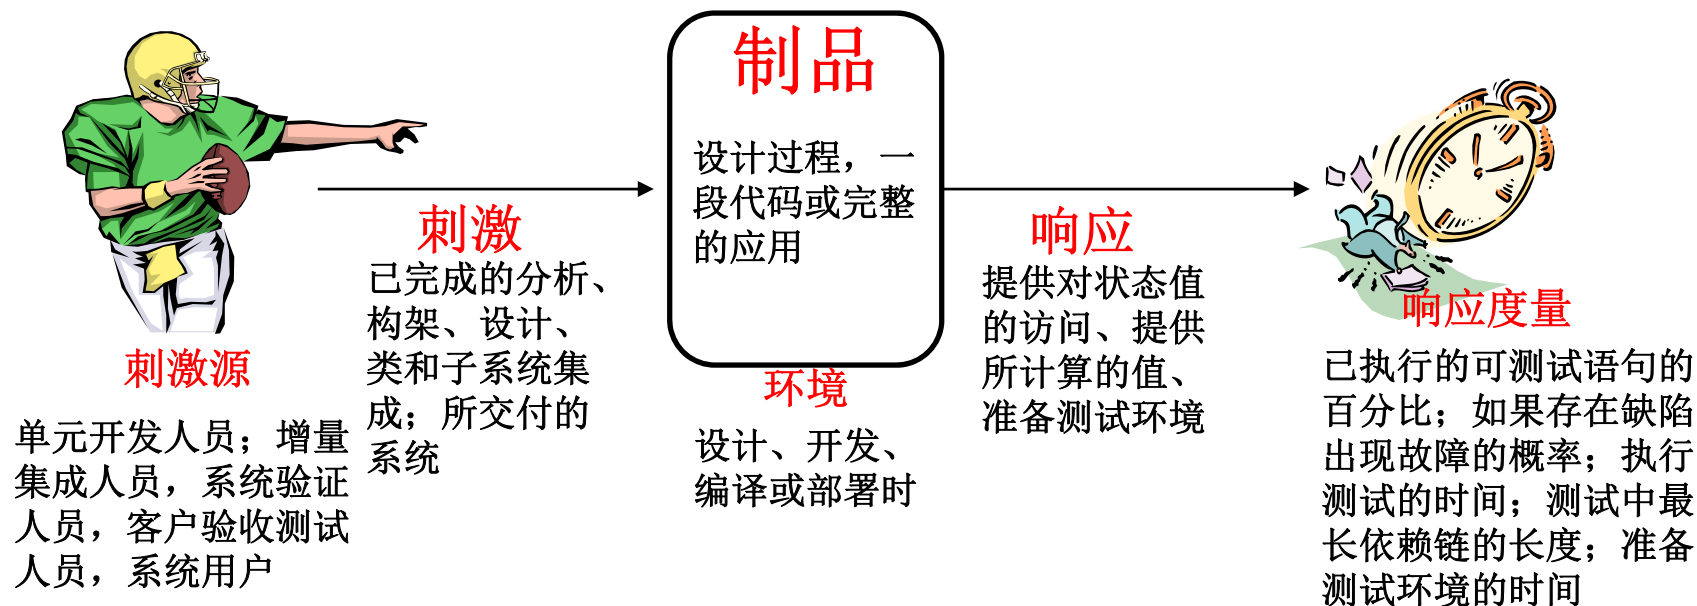 刺激源
单元开发人员；增量
集成人员，系统验证
人员，客户验收测试
人员，系统用户
刺激
已完成的分析、
构架、设计、
类和子系统集
成；所交付的
系统
制品
设计过程，一
段代码或完整
的应用
环境
设计、开发、
编译或部署时
响应
提供对状态值
的访问、提供
所计算的值、
准备测试环境
响应度量
已执行的可测试语句的
百分比；如果存在缺陷
出现故障的概率；执行
测试的时间；测试中最
长依赖链的长度；准备
测试环境的时间